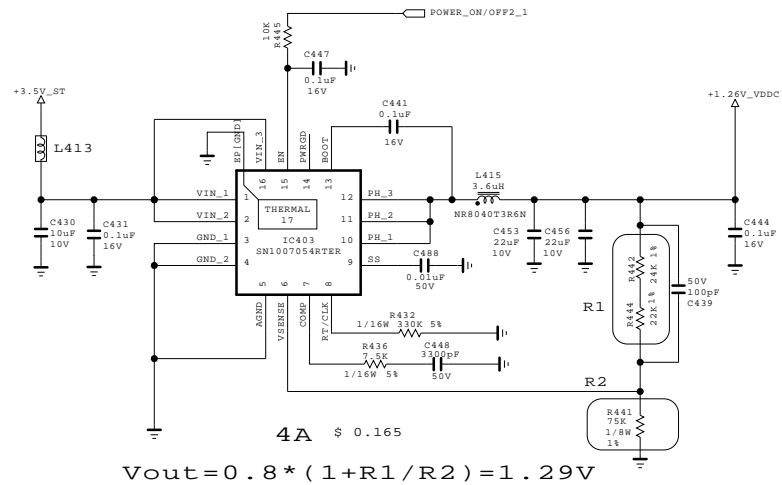 POWER_ON/OFF2_1
10K
R445
C447
0.1uF
16V
+3.5V_ST
L413
C441
0.1uF
16V
+1.26V_VDDC
EP[GND]
VIN_3
EN
PWRGD
BOOT
16
15
14
13
L415
3.6uH
NR8040T3R6N
VIN_1
1
VIN_2
2
GND_1
3
GND_2
4
THERMAL
17
IC403
SN1007054RTER
12
PH_3
11
PH_2
10
PH_1
9
SS
C430
10uF
10V
C431
0.1uF
16V
C488
0.01uF
50V
C453
22uF
10V
C456
22uF
10V
C444
0.1uF
16V
R1
R442
24K 1%
R444
22K 1%
50V
100pF
C439
5
6
7
8
AGND
VSENSE
COMP
RT/CLK
R432
1/16W 330K 5%
R436
7.5K
1/16W 5%
C448
3300pF
50V
R2
R441
75K
1/8W
1%
4A $ 0.165
Vout=0.8*(1+R1/R2)=1.29V